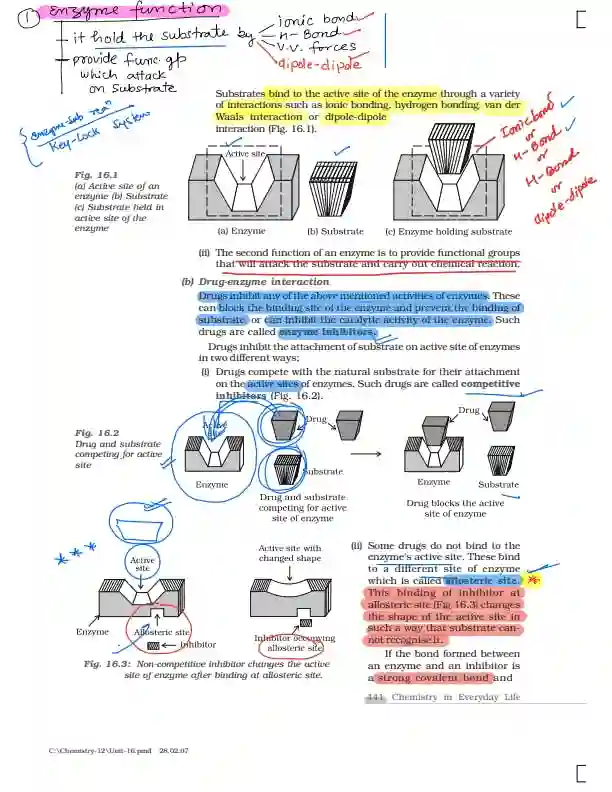 ① enzyme function
it hold the substrate by
ionic bond
H-Bond
V.V. forces
dipole-dipole
provide func. gp
which attack
on Substrate
Key-Lock System
Substrates bind to the active site of the enzyme through a variety
of interactions such as ionic bonding, hydrogen bonding, van der
Waals interaction or dipole-dipole
interaction (Fig. 16.1).
Ionic bond
or
H-Bond
or
H-Bond
or
dipole-dipole
Active site
Fig. 16.1
(a) Active site of an
enzyme (b) Substrate
(c) Substrate held in
active site of the
enzyme
(a) Enzyme
(b) Substrate
(c) Enzyme holding substrate
(ii) The second function of an enzyme is to provide functional groups
that will attack the substrate and carry out chemical reaction.
(b) Drug-enzyme interaction
Drugs inhibit any of the above mentioned activities of enzymes. These
can block the binding site of the enzyme and prevent the binding of
substrate, or can inhibit the catalytic activity of the enzyme. Such
drugs are called enzyme inhibitors.
Drugs inhibit the attachment of substrate on active site of enzymes
in two different ways;
(i) Drugs compete with the natural substrate for their attachment
on the active sites of enzymes. Such drugs are called competitive
inhibitors (Fig. 16.2).
Fig. 16.2
Drug and substrate
competing for active
site
Active
site
Drug
Drug
Enzyme
Substrate
Enzyme
Substrate
Drug and substrate
competing for active
site of enzyme
Drug blocks the active
site of enzyme
Active
site
Active site with
changed shape
Enzyme
Allosteric site
Inhibitor
Inhibitor occupying
allosteric site
Fig. 16.3: Non-competitive inhibitor changes the active
site of enzyme after binding at allosteric site.
(ii) Some drugs do not bind to the
enzyme's active site. These bind
to a different site of enzyme
which is called allosteric site.
This binding of inhibitor at
allosteric site (Fig.16.3) changes
the shape of the active site in
such a way that substrate can-
not recognise it.
If the bond formed between
an enzyme and an inhibitor is
a strong covalent bond and
441 Chemistry in Everyday Life
C:\Chemistry-12\Unit-16.pmd 28.02.07